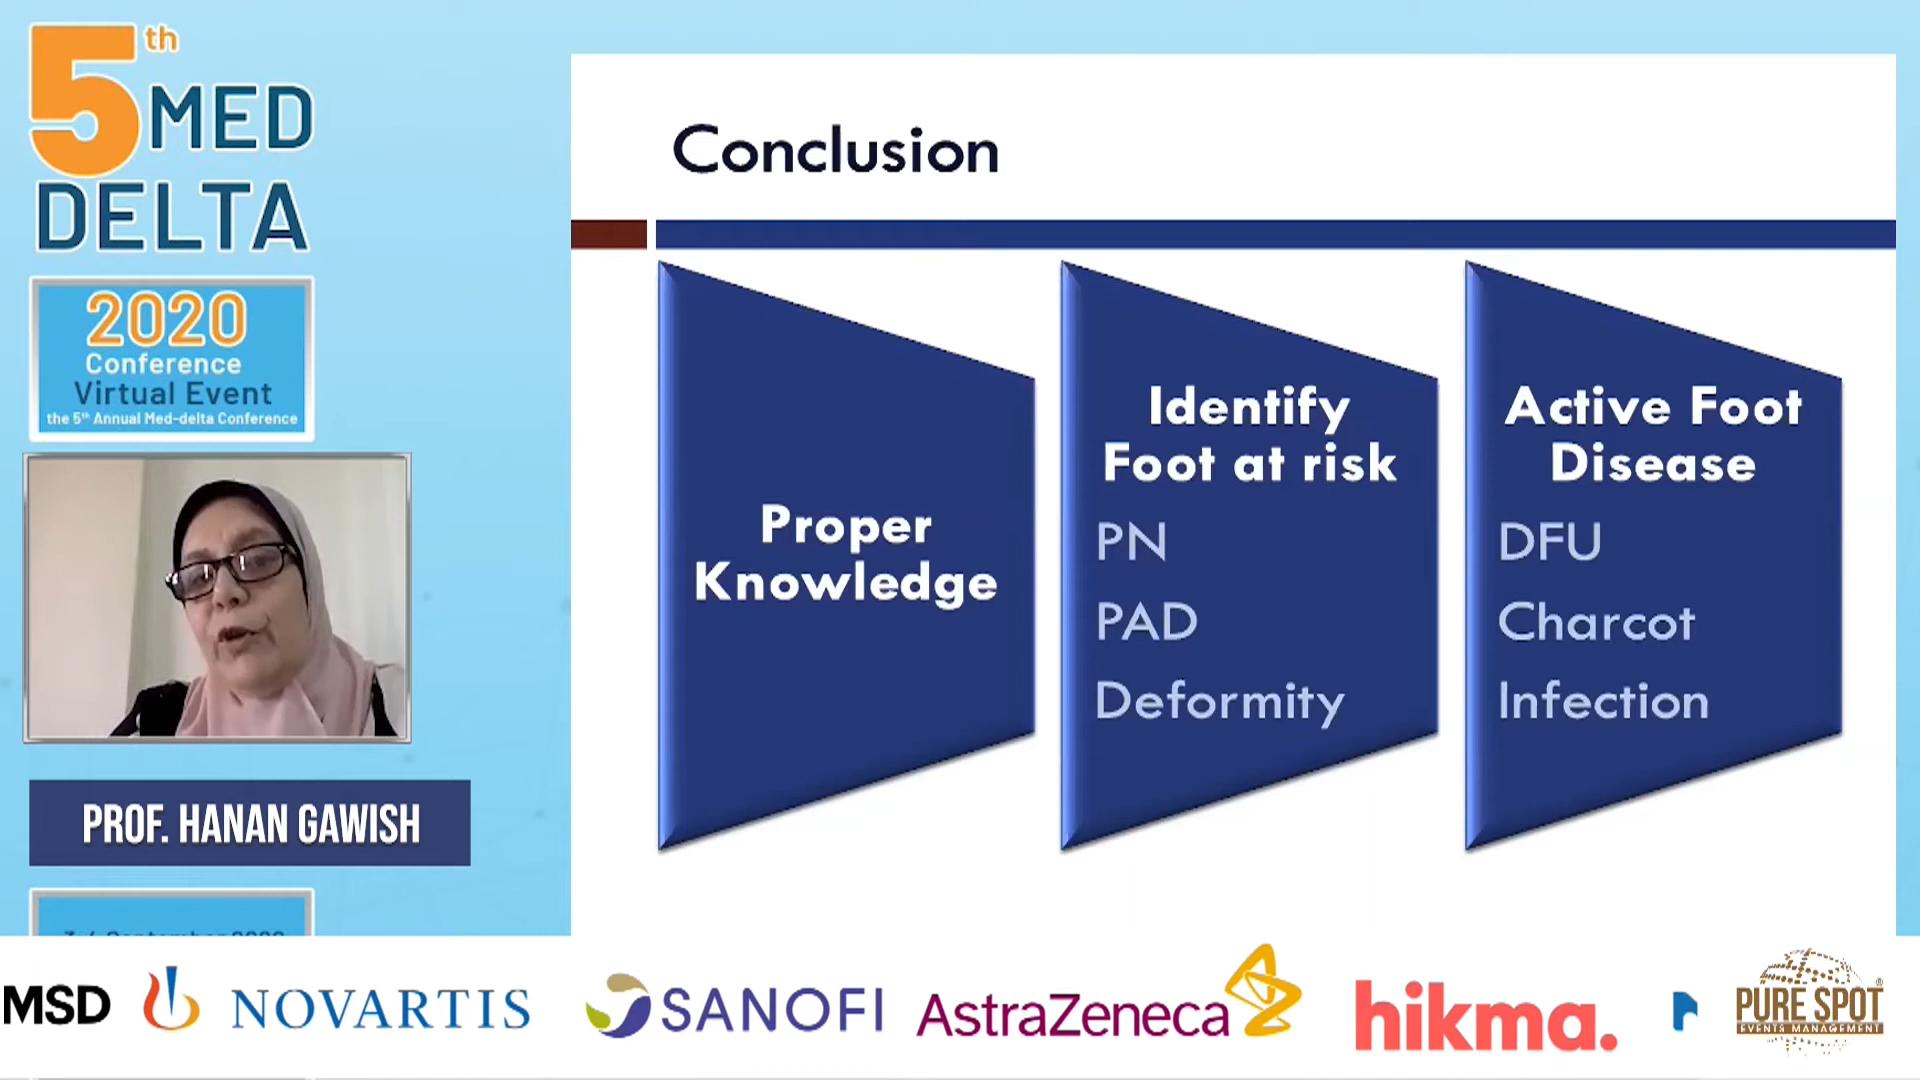 5th MED
DELTA
2020
Conference
Virtual Event
the 5th Annual Med-delta Conference
PROF. HANAN GAWISH
Conclusion
Proper
Knowledge
Identify
Foot at risk
PN
PAD
Deformity
Active Foot
Disease
DFU
Charcot
Infection
MSD
NOVARTIS
SANOFI
AstraZeneca
hikma.
PURE SPOT®
EVENTS MANAGEMENT